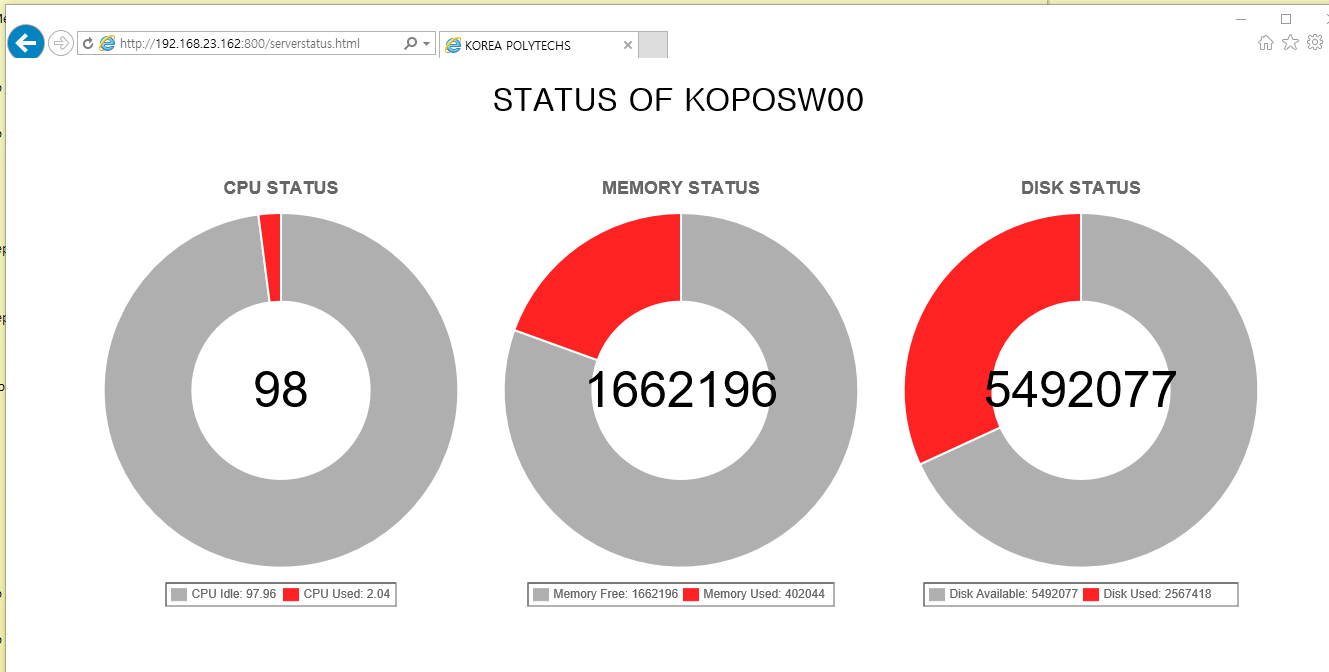 http://192.168.23.162:800/serverstatus.html
KOREA POLYTECHS
STATUS OF KOPOSW00
CPU STATUS
MEMORY STATUS
DISK STATUS
98
1662196
5492077
CPU Idle: 97.96 CPU Used: 2.04
Memory Free: 1662196 Memory Used: 402044
Disk Available: 5492077 Disk Used: 2567418